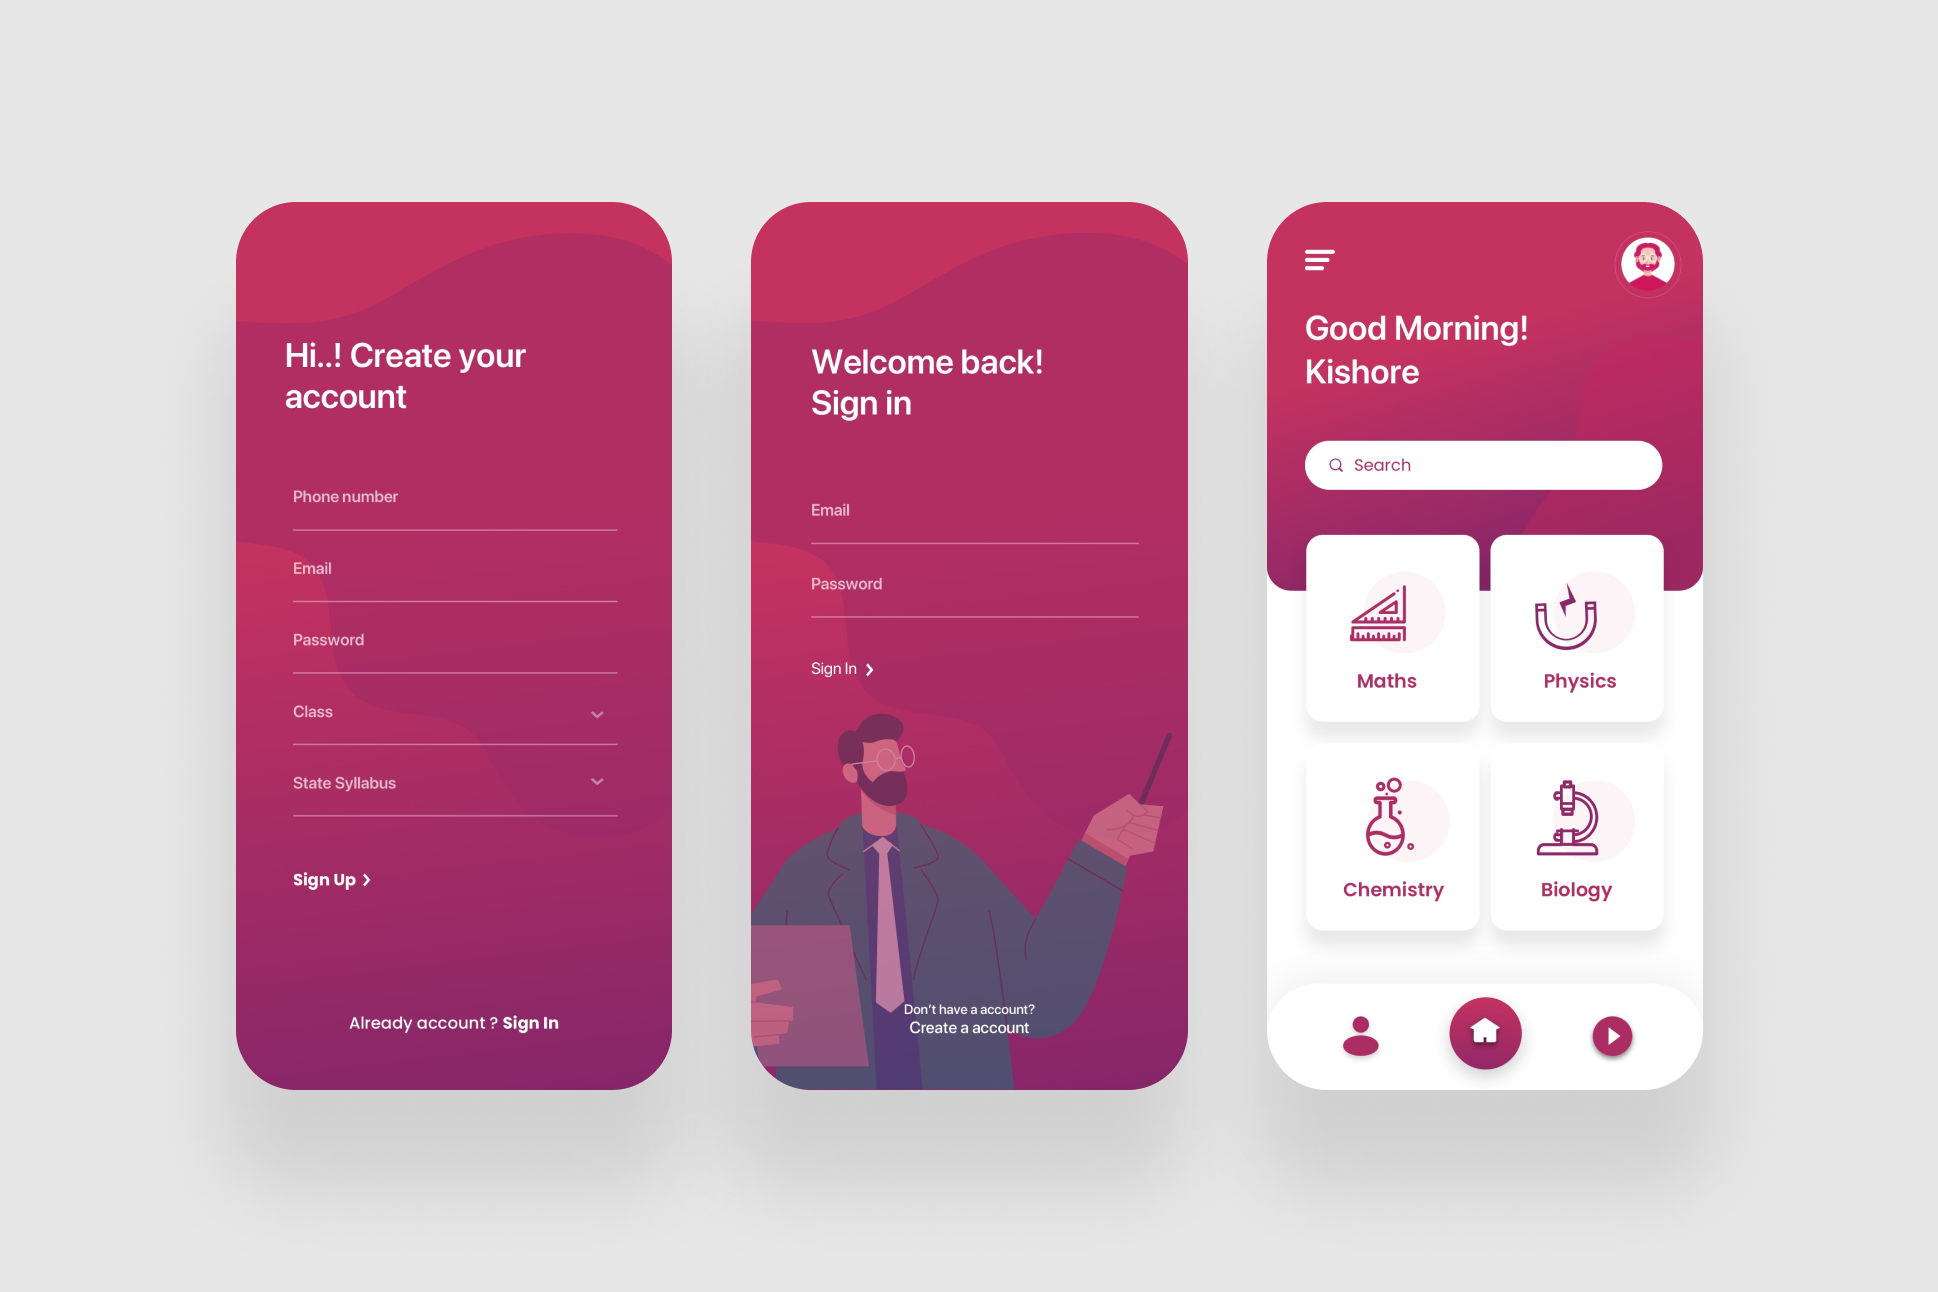 Hi..! Create your
account
Phone number
Email
Password
Class
State Syllabus
Sign Up
Already account ? Sign In
Welcome back!
Sign in
Email
Password
Sign In
Don't have a account?
Create a account
Good Morning!
Kishore
Search
Maths
Physics
Chemistry
Biology